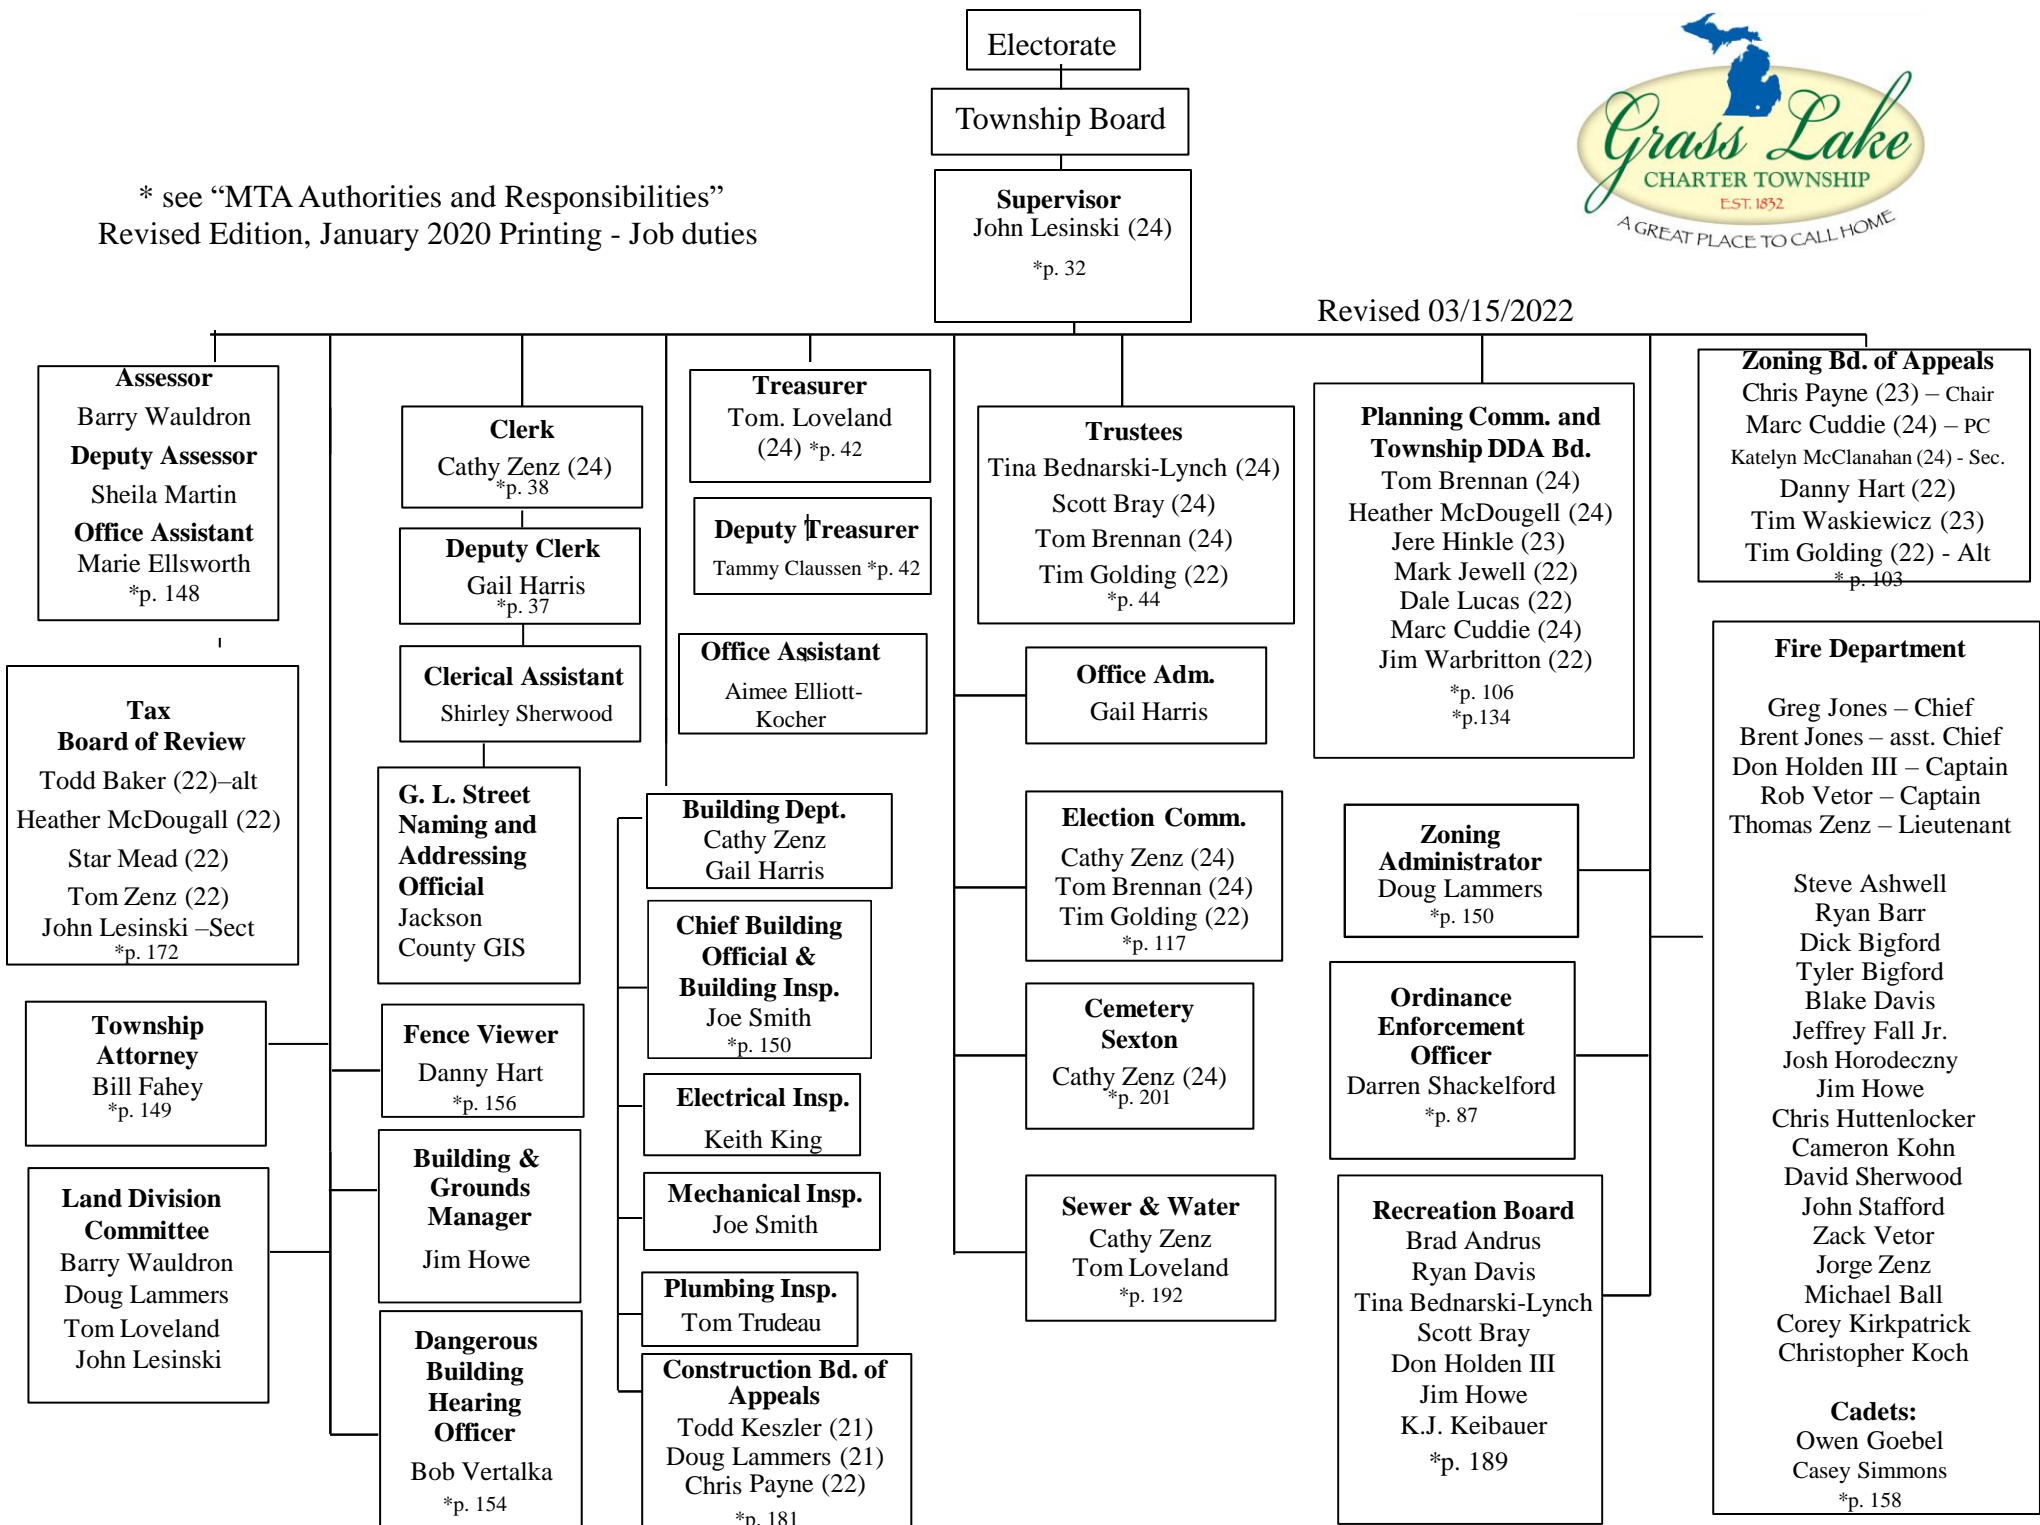 Electorate
Township Board
Supervisor
John Lesinski (24)
*p. 32
* see “MTA Authorities and Responsibilities”
Revised Edition, January 2020 Printing - Job duties
Grass Lake
CHARTER TOWNSHIP
EST. 1832
A GREAT PLACE TO CALL HOME
Revised 03/15/2022
Assessor
Barry Wauldron
Deputy Assessor
Sheila Martin
Office Assistant
Marie Ellsworth
*p. 148
Tax
Board of Review
Todd Baker (22)–alt
Heather McDougall (22)
Star Mead (22)
Tom Zenz (22)
John Lesinski –Sect
*p. 172
Township
Attorney
Bill Fahey
*p. 149
Land Division
Committee
Barry Wauldron
Doug Lammers
Tom Loveland
John Lesinski
Clerk
Cathy Zenz (24)
*p. 38
Deputy Clerk
Gail Harris
*p. 37
Clerical Assistant
Shirley Sherwood
G. L. Street
Naming and
Addressing
Official
Jackson
County GIS
Fence Viewer
Danny Hart
*p. 156
Building &
Grounds
Manager
Jim Howe
Dangerous
Building
Hearing
Officer
Bob Vertalka
*p. 154
Treasurer
Tom. Loveland
(24) *p. 42
Deputy Treasurer
Tammy Claussen *p. 42
Office Assistant
Aimee Elliott-
Kocher
Building Dept.
Cathy Zenz
Gail Harris
Chief Building
Official &
Building Insp.
Joe Smith
*p. 150
Electrical Insp.
Keith King
Mechanical Insp.
Joe Smith
Plumbing Insp.
Tom Trudeau
Construction Bd. of
Appeals
Todd Keszler (21)
Doug Lammers (21)
Chris Payne (22)
*p. 181
Trustees
Tina Bednarski-Lynch (24)
Scott Bray (24)
Tom Brennan (24)
Tim Golding (22)
*p. 44
Office Adm.
Gail Harris
Election Comm.
Cathy Zenz (24)
Tom Brennan (24)
Tim Golding (22)
*p. 117
Cemetery
Sexton
Cathy Zenz (24)
*p. 201
Sewer & Water
Cathy Zenz
Tom Loveland
*p. 192
Planning Comm. and
Township DDA Bd.
Tom Brennan (24)
Heather McDougell (24)
Jere Hinkle (23)
Mark Jewell (22)
Dale Lucas (22)
Marc Cuddie (24)
Jim Warbritton (22)
*p. 106
*p.134
Zoning
Administrator
Doug Lammers
*p. 150
Ordinance
Enforcement
Officer
Darren Shackelford
*p. 87
Recreation Board
Brad Andrus
Ryan Davis
Tina Bednarski-Lynch
Scott Bray
Don Holden III
Jim Howe
K.J. Keibauer
*p. 189
Zoning Bd. of Appeals
Chris Payne (23) – Chair
Marc Cuddie (24) – PC
Katelyn McClanahan (24) - Sec.
Danny Hart (22)
Tim Waskiewicz (23)
Tim Golding (22) - Alt
* p. 103
Fire Department
Greg Jones – Chief
Brent Jones – asst. Chief
Don Holden III – Captain
Rob Vetor – Captain
Thomas Zenz – Lieutenant
Steve Ashwell
Ryan Barr
Dick Bigford
Tyler Bigford
Blake Davis
Jeffrey Fall Jr.
Josh Horodeczny
Jim Howe
Chris Huttenlocker
Cameron Kohn
David Sherwood
John Stafford
Zack Vetor
Jorge Zenz
Michael Ball
Corey Kirkpatrick
Christopher Koch
Cadets:
Owen Goebel
Casey Simmons
*p. 158